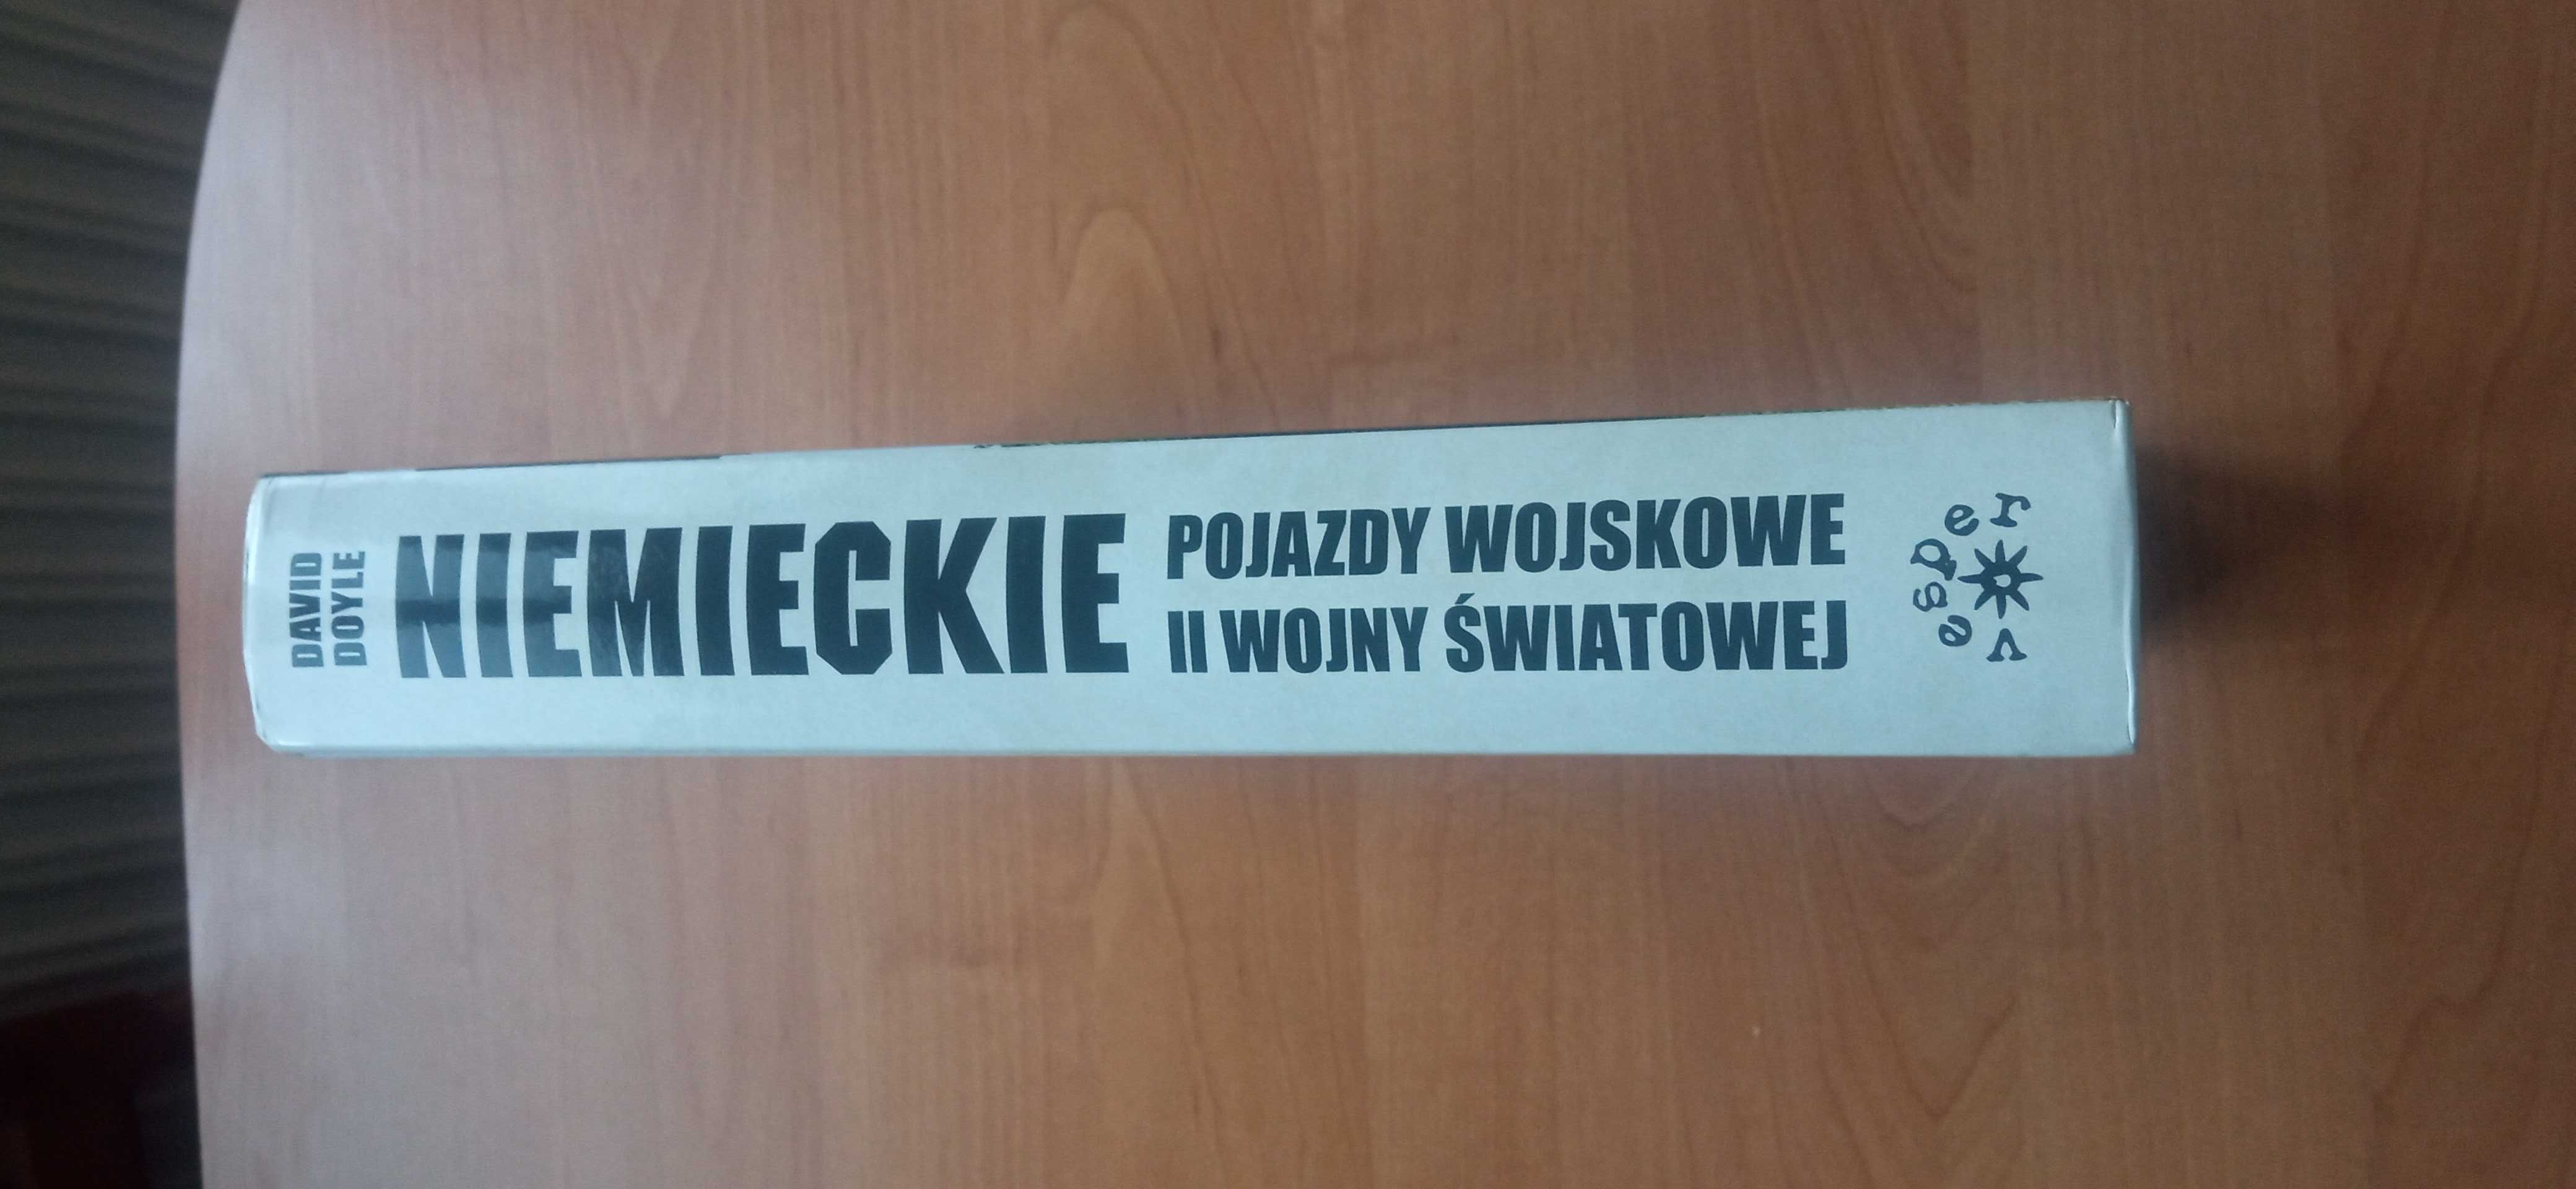 DAVID
DOYLE
NIEMIECKIE
POJAZDY WOJSKOWE
II WOJNY ŚWIATOWEJ
vesper